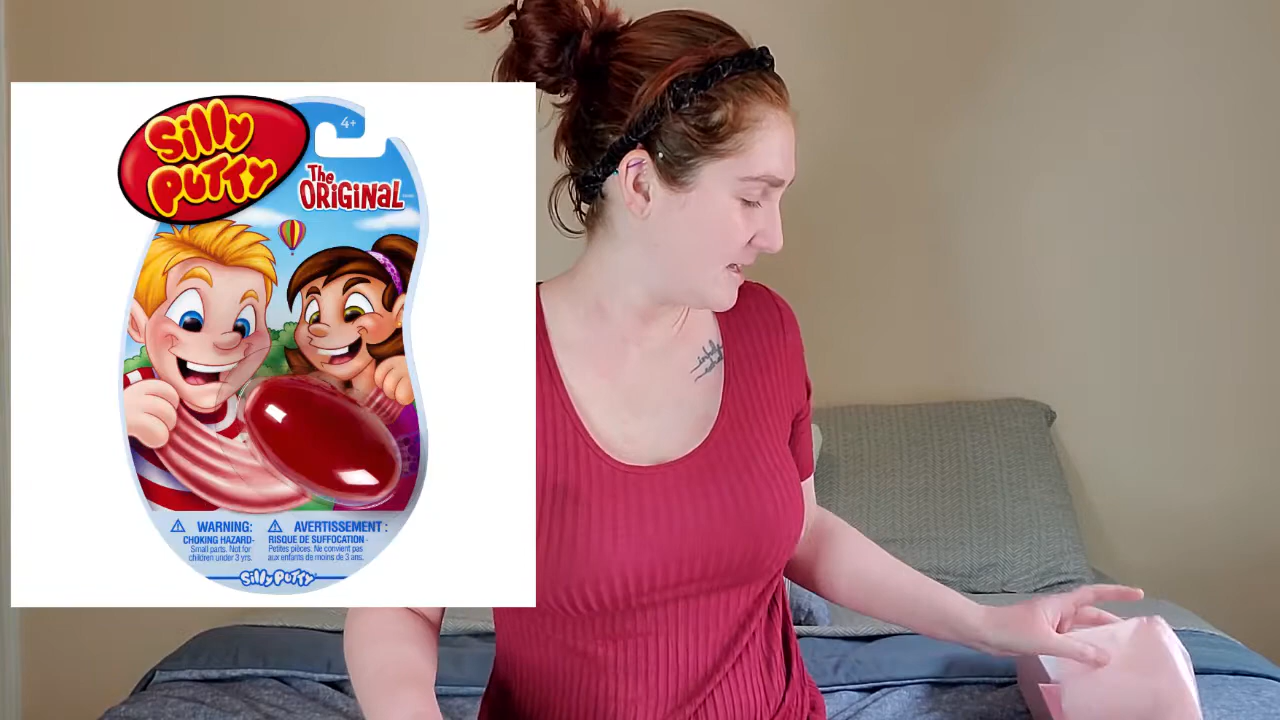 Silly
PUTTY
4+
The
ORIGINAL
WARNING:
CHOKING HAZARD-
Small parts. Not for
children under 3 yrs.
AVERTISSEMENT :
RISQUE DE SUFFOCATION -
Petites pièces. Ne convient pas
aux enfants de moins de 3 ans.
Silly Putty